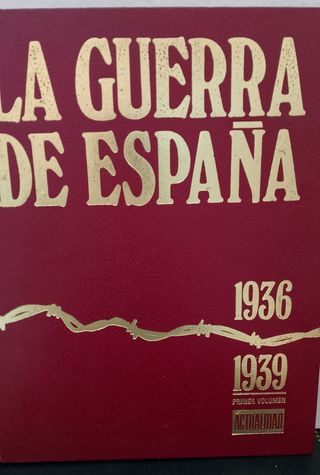 LA GUERRA
DE ESPAÑA
1936
1939
PRIMER VOLUMEN
ACTUALIDAD